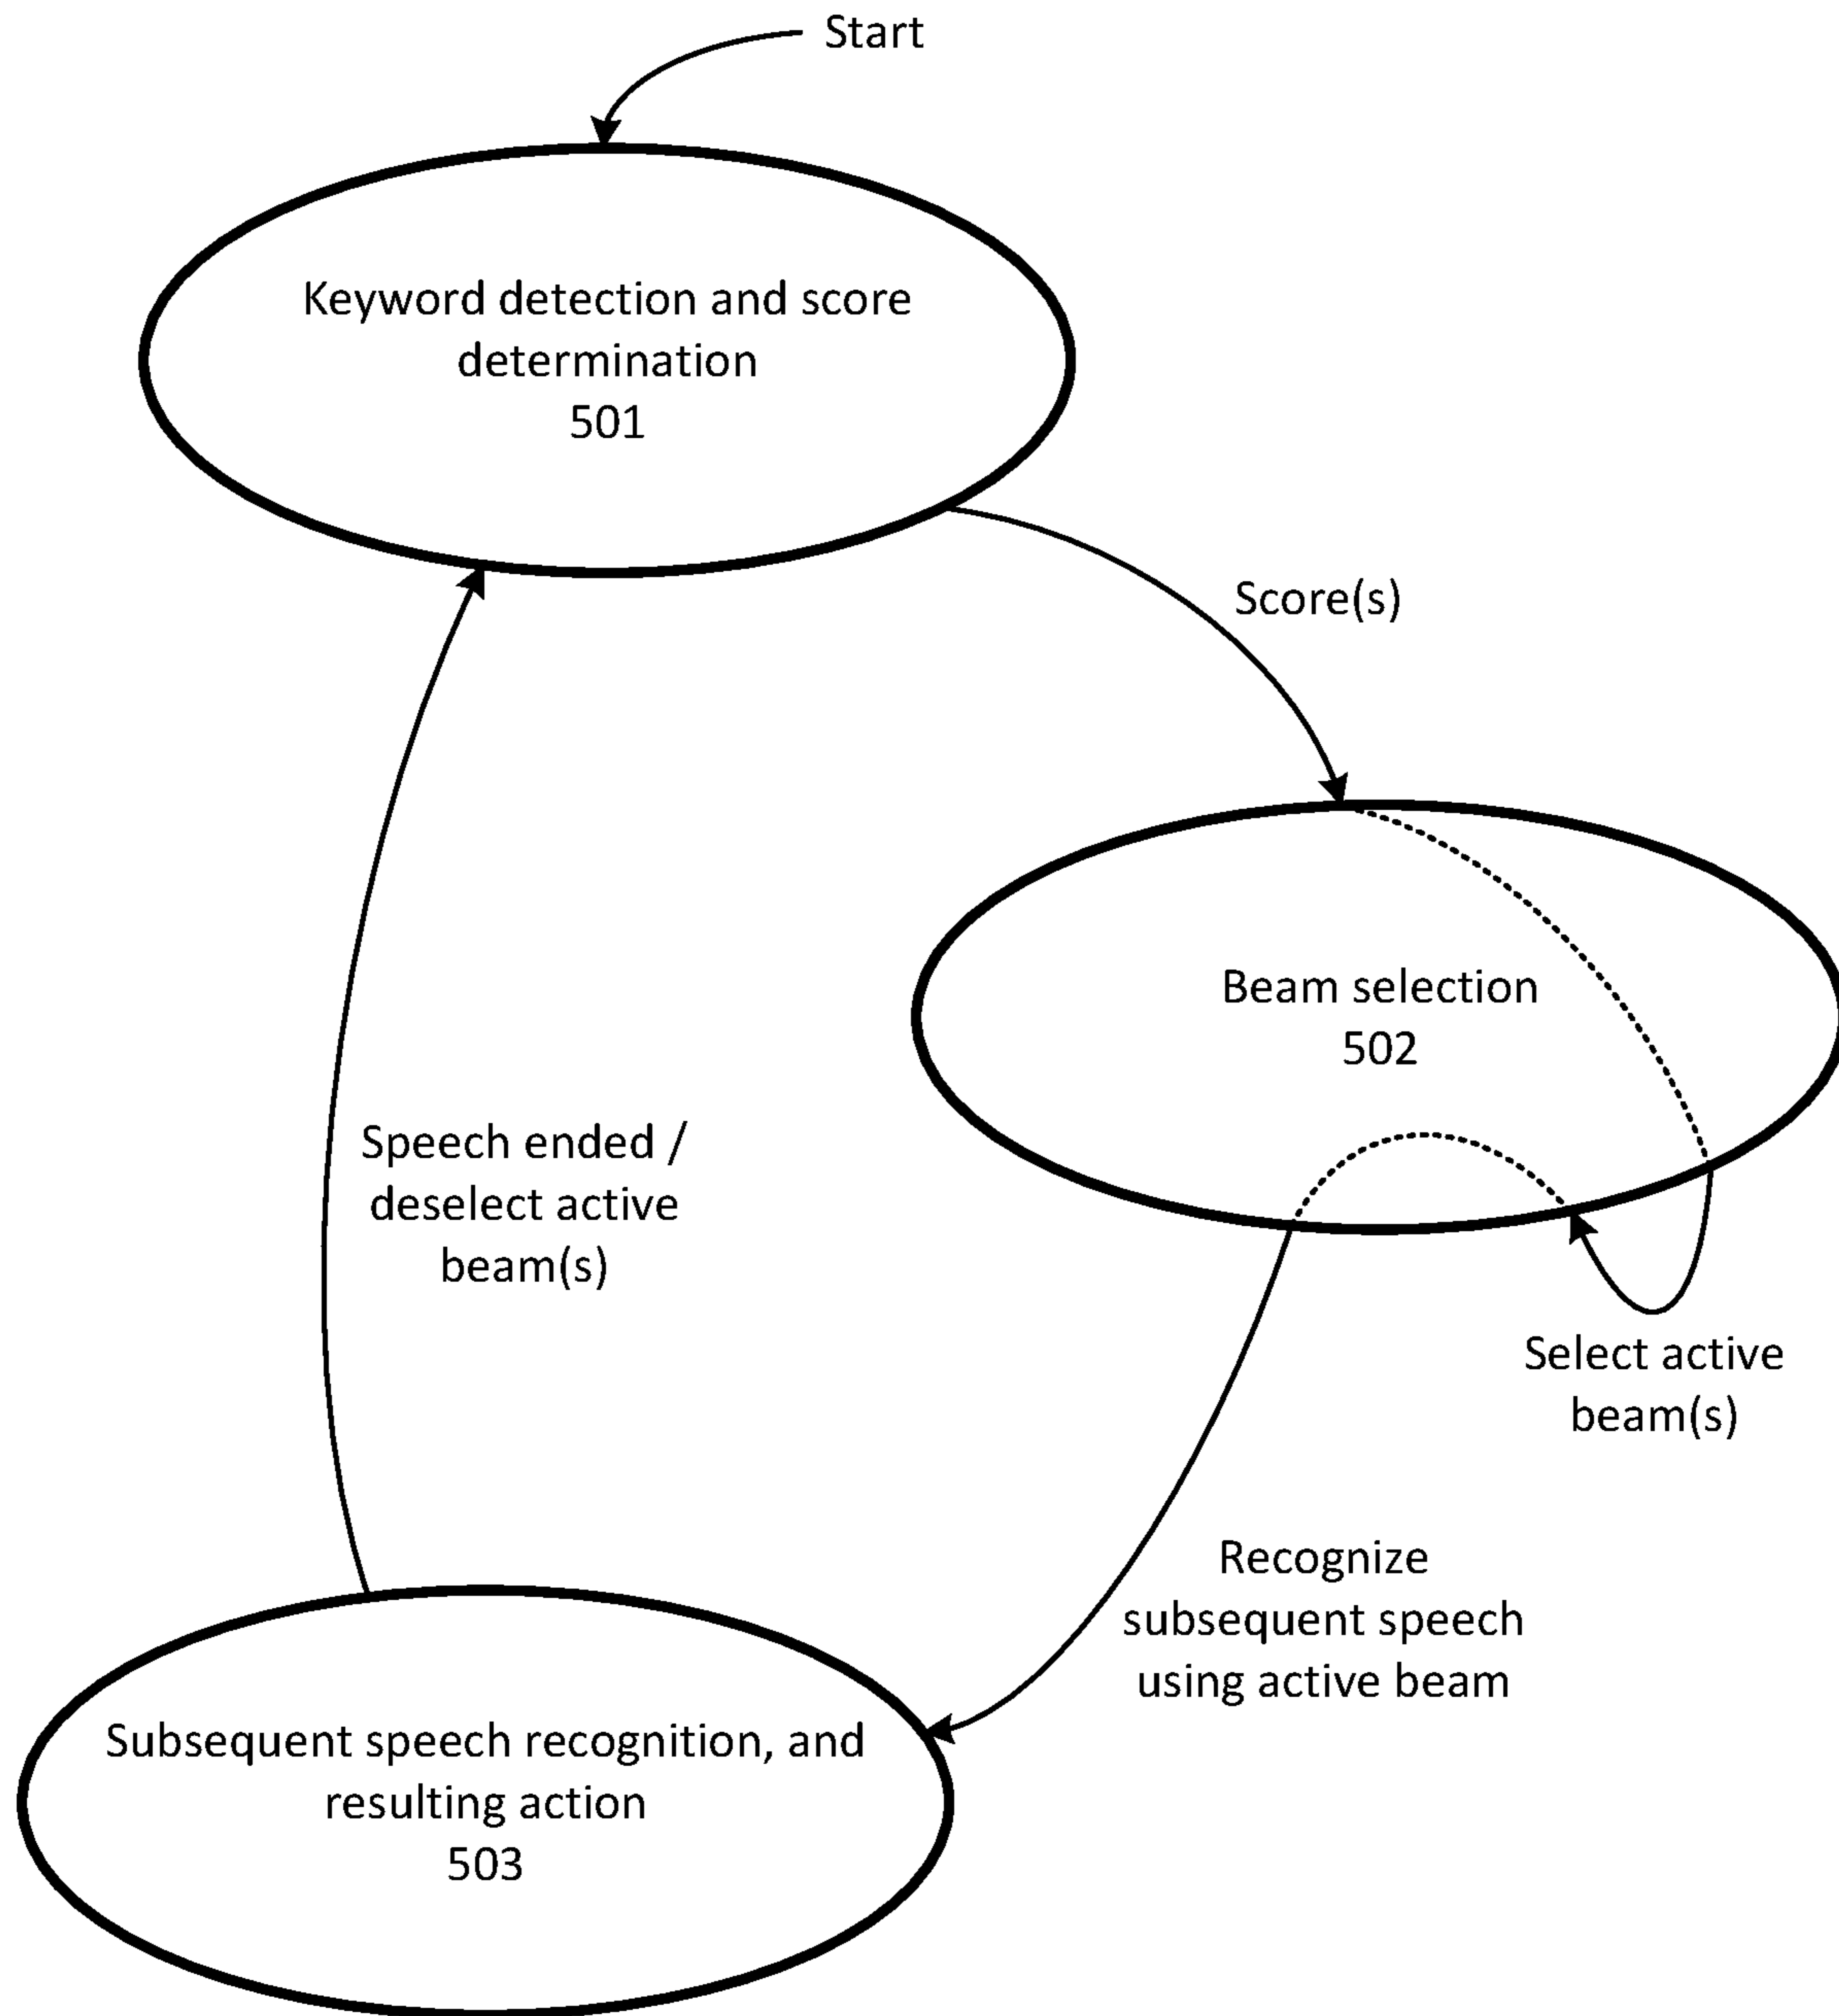 Start
Keyword detection and score
determination
501
Score(s)
Beam selection
502
Speech ended /
deselect active
beam(s)
Select active
beam(s)
Recognize
subsequent speech
using active beam
Subsequent speech recognition, and
resulting action
503